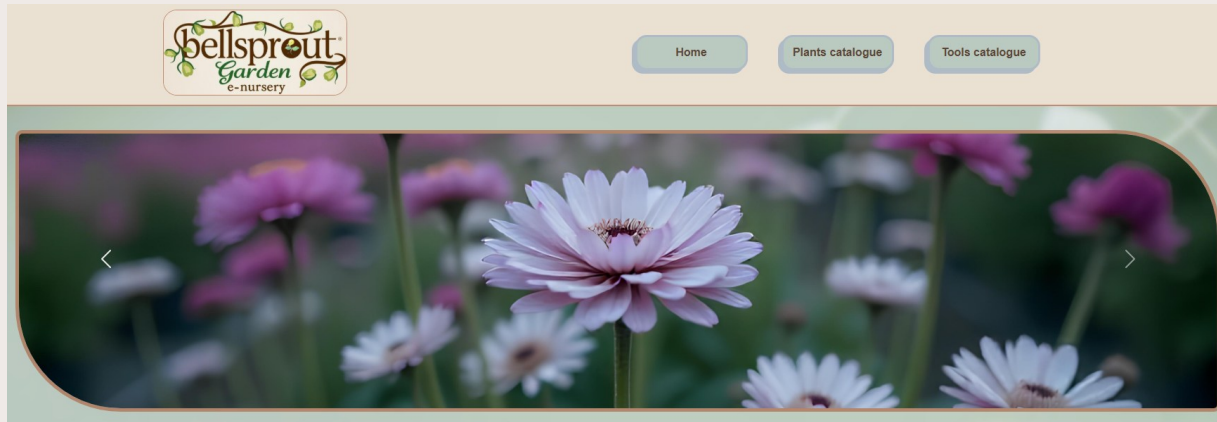 bellsprout®
Garden
e-nursery
Home
Plants catalogue
Tools catalogue